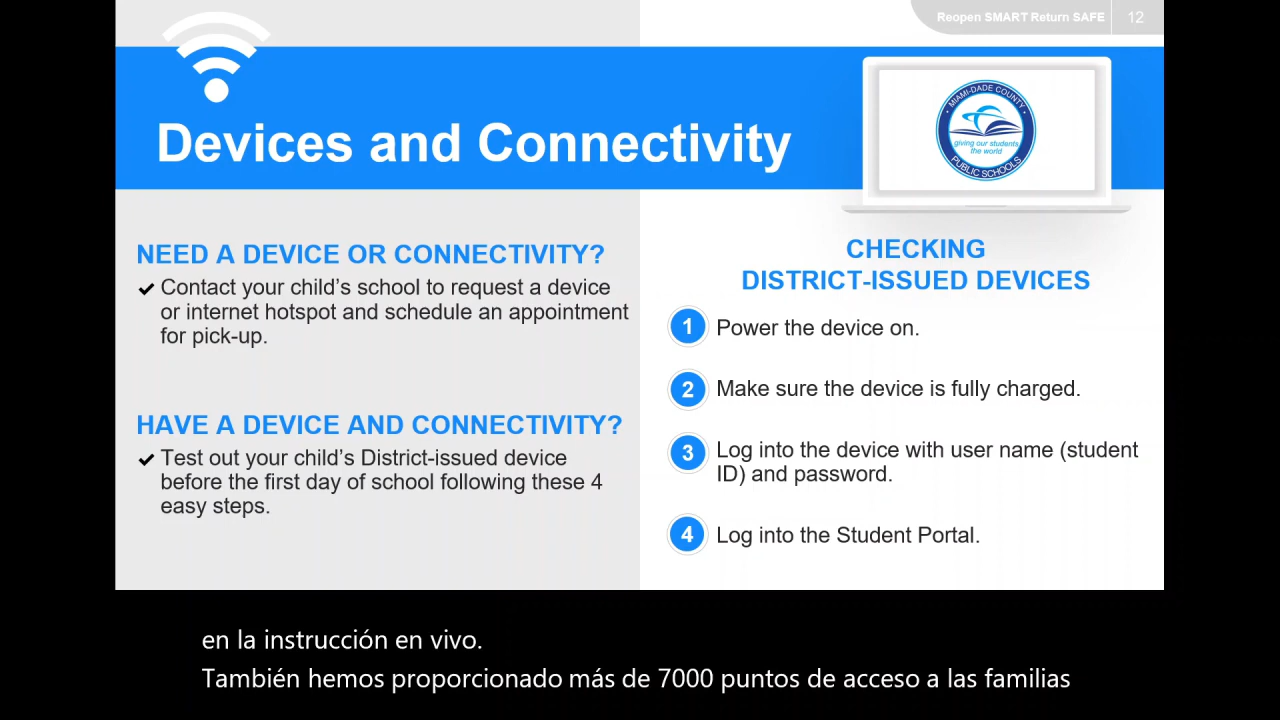 Reopen SMART Return SAFE 12
MIAMI-DADE COUNTY
giving our students
the world
PUBLIC SCHOOLS
Devices and Connectivity
NEED A DEVICE OR CONNECTIVITY?
Contact your child's school to request a device
or internet hotspot and schedule an appointment
for pick-up.
HAVE A DEVICE AND CONNECTIVITY?
Test out your child's District-issued device
before the first day of school following these 4
easy steps.
CHECKING
DISTRICT-ISSUED DEVICES
1 Power the device on.
2 Make sure the device is fully charged.
3 Log into the device with user name (student
ID) and password.
4 Log into the Student Portal.
en la instrucción en vivo.
También hemos proporcionado más de 7000 puntos de acceso a las familias